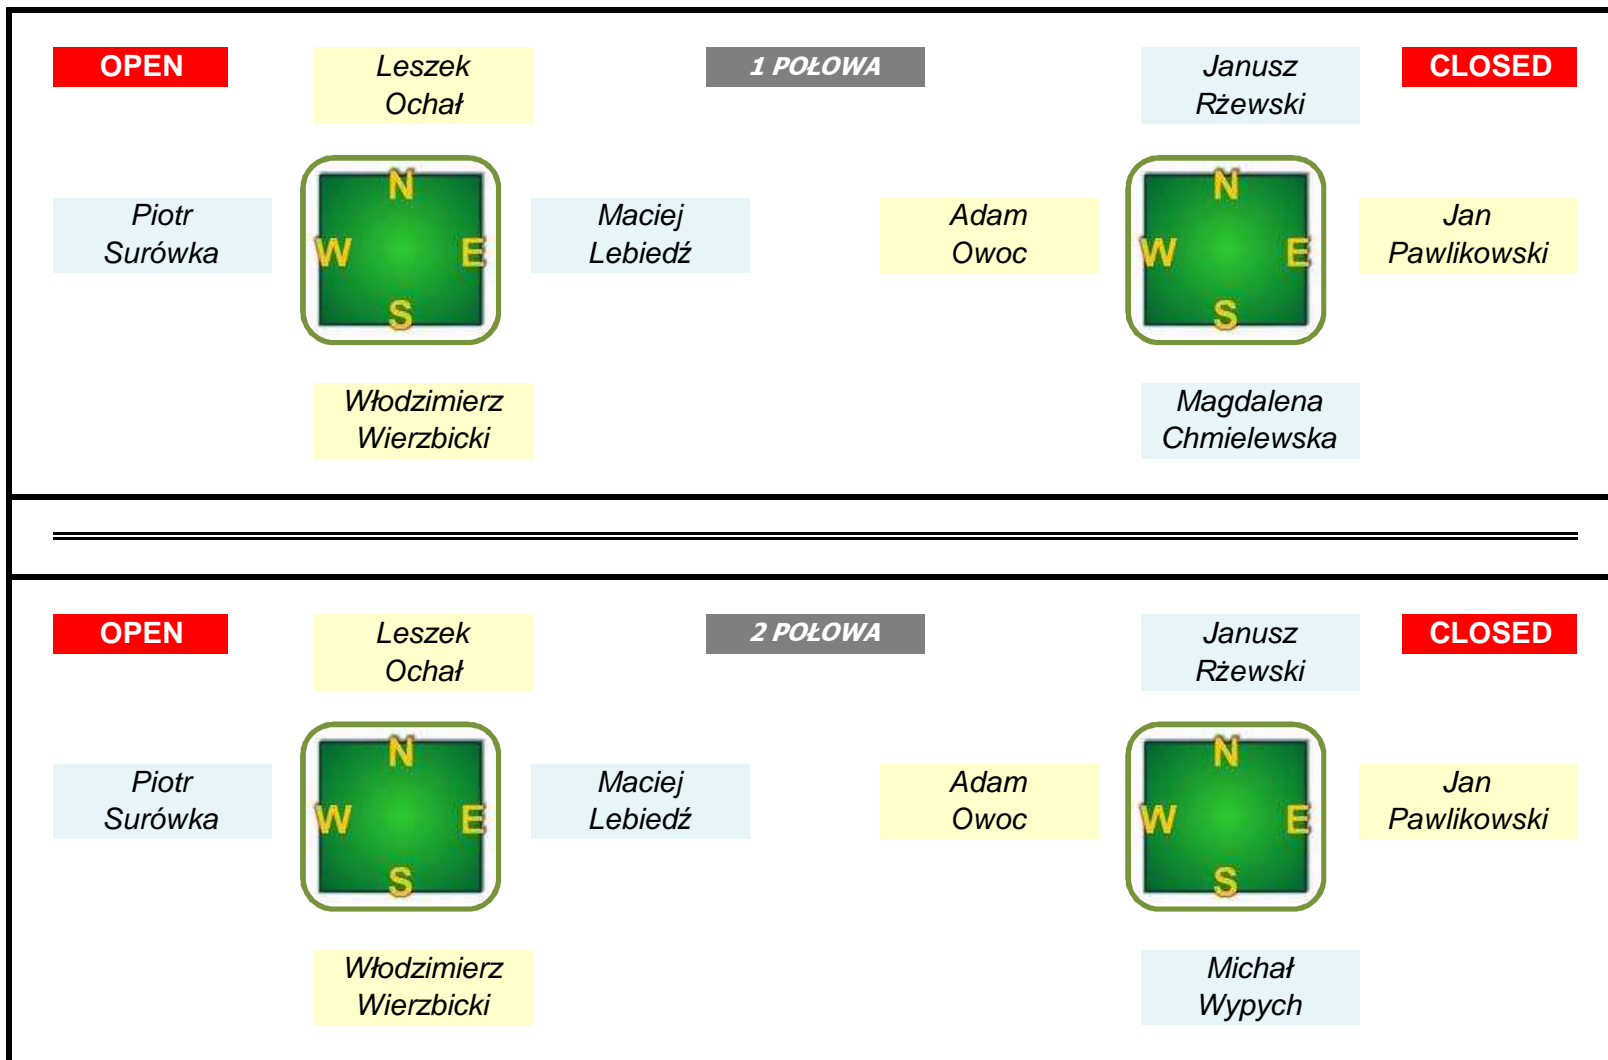 OPEN
Leszek
Ochał
1 POŁOWA
Janusz
Rżewski
CLOSED
Piotr
Surówka
N
W
E
S
Maciej
Lebiedź
Adam
Owoc
N
W
E
S
Jan
Pawlikowski
Włodzimierz
Wierzbicki
Magdalena
Chmielewska
OPEN
Leszek
Ochał
2 POŁOWA
Janusz
Rżewski
CLOSED
Piotr
Surówka
N
W
E
S
Maciej
Lebiedź
Adam
Owoc
N
W
E
S
Jan
Pawlikowski
Włodzimierz
Wierzbicki
Michał
Wypych